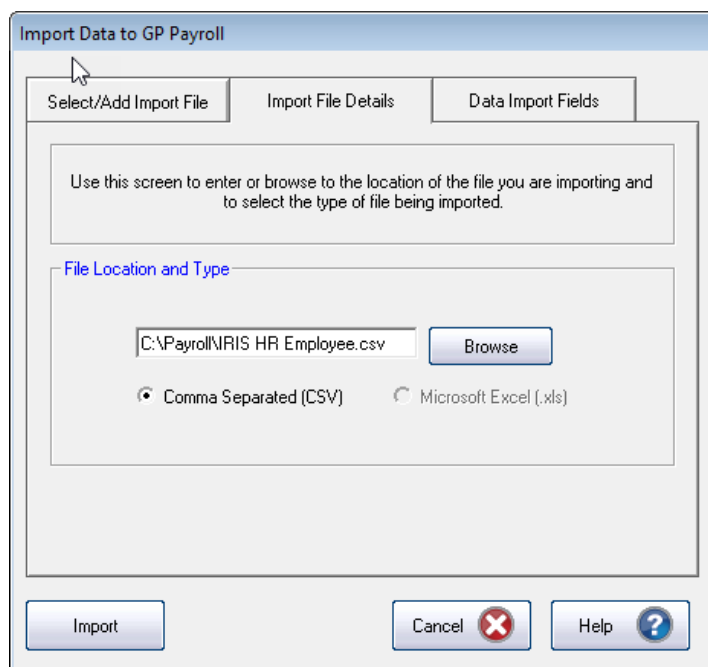 Import Data to GP Payroll
Select/Add Import File
Import File Details
Data Import Fields
Use this screen to enter or browse to the location of the file you are importing and
to select the type of file being imported.
File Location and Type
C:\Payroll\IRIS HR Employee.csv
Browse
Comma Separated (CSV)
Microsoft Excel (.xls)
Import
Cancel
Help